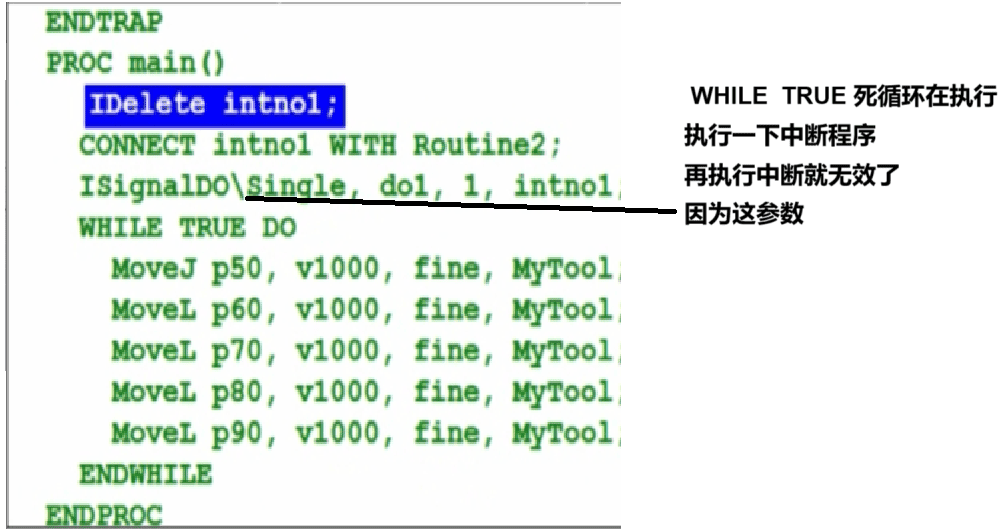 ENDTRAP
PROC main()
IDelete intno1;
CONNECT intno1 WITH Routine2;
ISignalDO\Single, do1, 1, intno1;
WHILE TRUE DO
MoveJ p50, v1000, fine, MyTool;
MoveL p60, v1000, fine, MyTool;
MoveL p70, v1000, fine, MyTool;
MoveL p80, v1000, fine, MyTool;
MoveL p90, v1000, fine, MyTool;
ENDWHILE
ENDPROC
WHILE TRUE 死循环在执行
执行一下中断程序
再执行中断就无效了
因为这参数